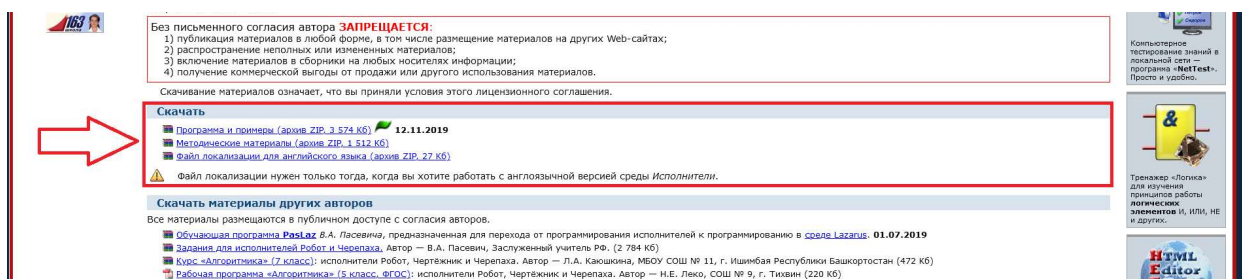 163
Без письменного согласия автора ЗАПРЕЩАЕТСЯ:
1) публикация материалов в любой форме, в том числе размещение материалов на других Web-сайтах;
2) распространение неполных или измененных материалов;
3) включение материалов в сборники на любых носителях информации;
4) получение коммерческой выгоды от продажи или другого использования материалов.
Скачивание материалов означает, что вы приняли условия этого лицензионного соглашения.
Скачать
Программа и примеры (архив ZIP, 3 574 Кб) 12.11.2019
Методические материалы (архив ZIP, 1 512 Кб)
Файл локализации для английского языка (архив ZIP, 27 Кб)
Файл локализации нужен только тогда, когда вы хотите работать с англоязычной версией среды Исполнители.
Скачать материалы других авторов
Все материалы размещаются в публичном доступе с согласия авторов.
Обучающая программа PasLaz В.А. Пасевича, предназначенная для перехода от программирования исполнителей к программированию в среде Lazarus. 01.07.2019
Задания для исполнителей Робот и Черепаха. Автор — В.А. Пасевич, Заслуженный учитель РФ. (2 784 Кб)
Курс «Алгоритмика» (7 класс): исполнители Робот, Чертёжник и Черепаха. Автор — Л.А. Каюшкина, МБОУ СОШ № 11, г. Ишимбая Республики Башкортостан (472 Кб)
Рабочая программа «Алгоритмика» (5 класс, ФГОС): исполнители Робот, Чертёжник и Черепаха. Автор — Н.Е. Леко, СОШ № 9, г. Тихвин (220 Кб)
Компьютерное
тестирование знаний в
локальной сети —
программа «NetTest».
Просто и удобно.
&
Тренажер «Логика»
для изучения
принципов работы
логических
элементов И, ИЛИ, НЕ
и других.
HTML
Editor